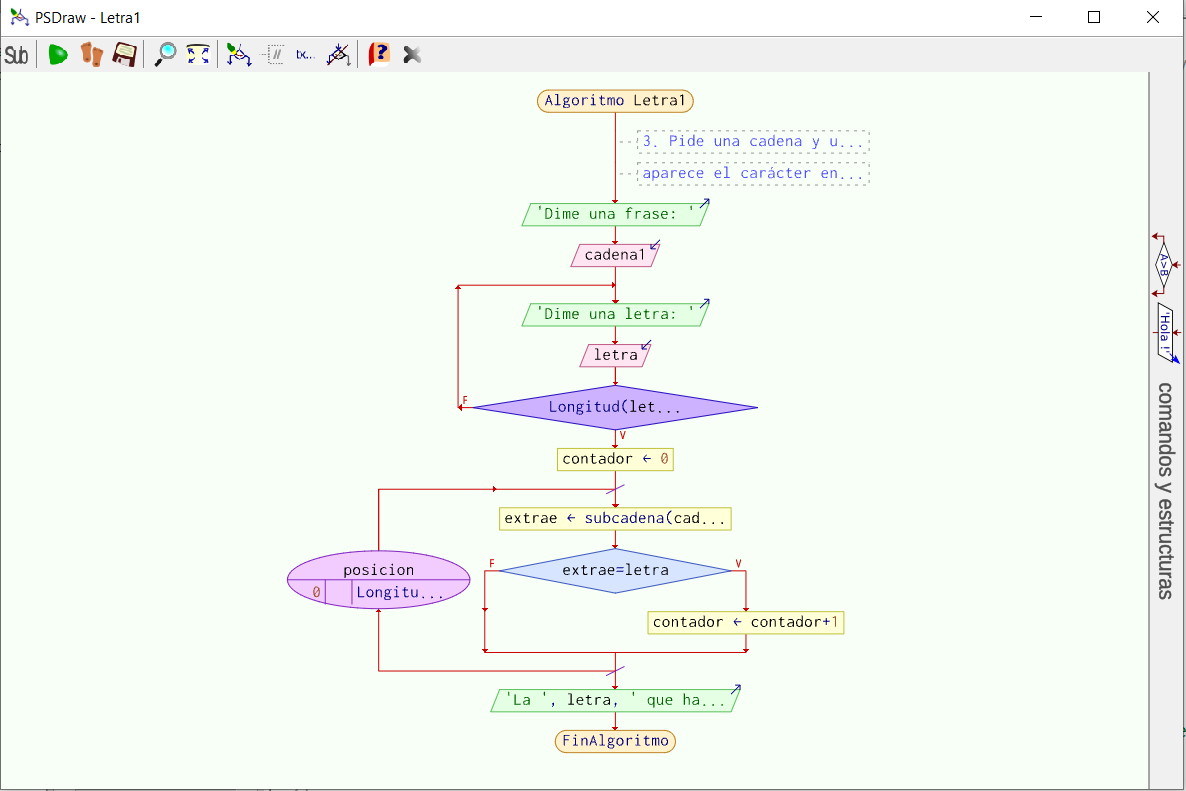 PSDraw - Letra1
Sub
tx...
Algoritmo Letra1
3. Pide una cadena y u...
aparece el carácter en...
'Dime una frase: '
cadena1
'Dime una letra: '
letra
F
Longitud(let...
V
contador ← 0
extrae ← subcadena(cad...
F
extrae=letra
V
posicion
0
Longitu...
contador ← contador+1
'La ', letra, ' que ha...
FinAlgoritmo
A>B
'Hola !'
comandos y estructuras